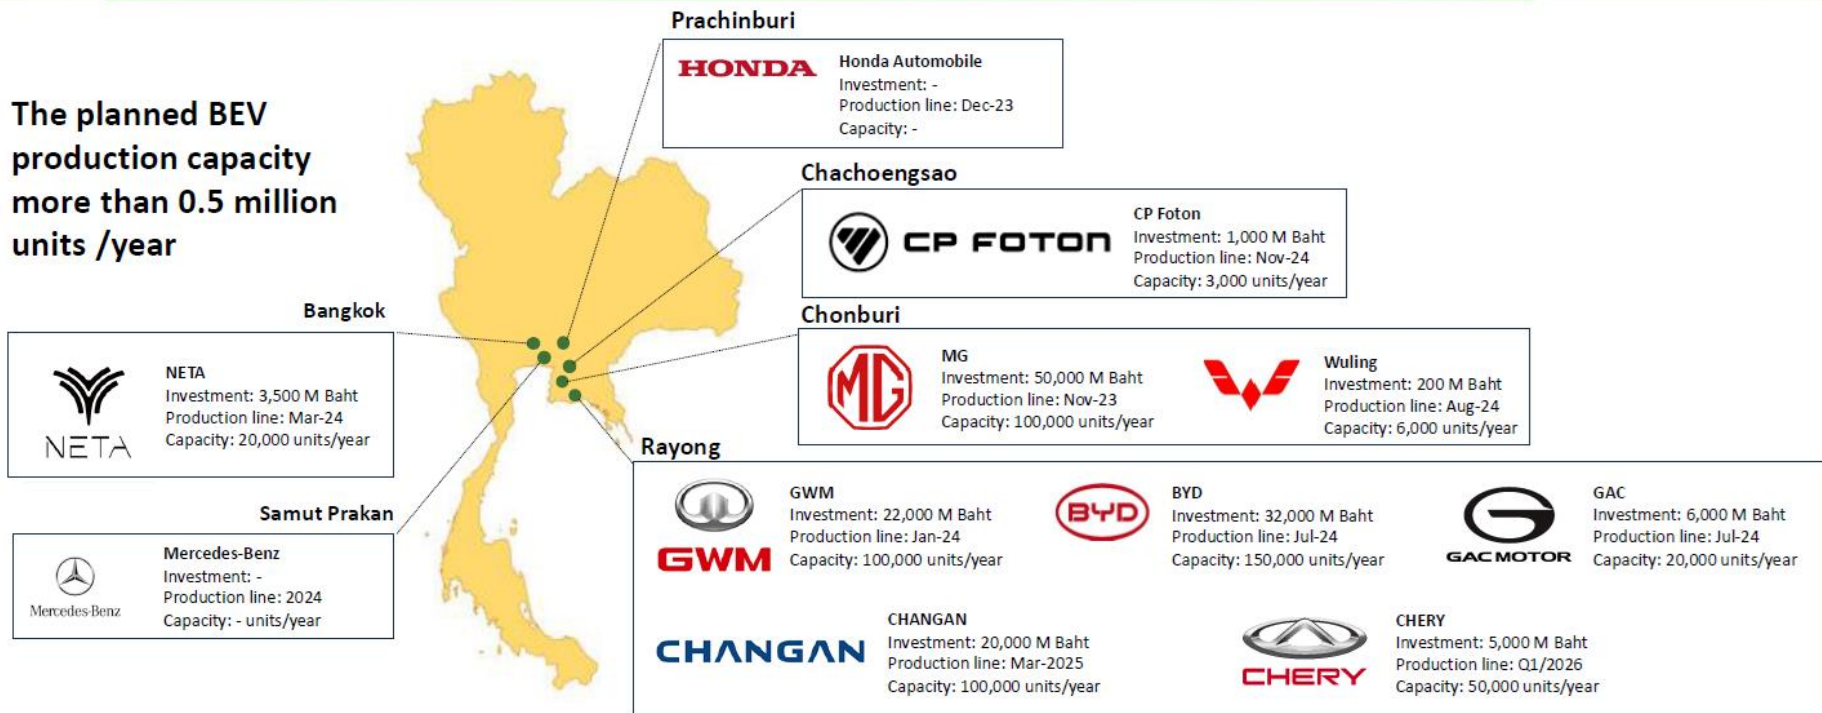 The planned BEV
production capacity
more than 0.5 million
units /year
Prachinburi
HONDA
Honda Automobile
Investment: -
Production line: Dec-23
Capacity: -
Chachoengsao
CP FOTON
CP Foton
Investment: 1,000 M Baht
Production line: Nov-24
Capacity: 3,000 units/year
Bangkok
NETA
NETA
Investment: 3,500 M Baht
Production line: Mar-24
Capacity: 20,000 units/year
Chonburi
MG
MG
Investment: 50,000 M Baht
Production line: Nov-23
Capacity: 100,000 units/year
Wuling
Investment: 200 M Baht
Production line: Aug-24
Capacity: 6,000 units/year
Samut Prakan
Mercedes-Benz
Mercedes-Benz
Investment: -
Production line: 2024
Capacity: - units/year
Rayong
GWM
GWM
Investment: 22,000 M Baht
Production line: Jan-24
Capacity: 100,000 units/year
BYD
BYD
Investment: 32,000 M Baht
Production line: Jul-24
Capacity: 150,000 units/year
GAC MOTOR
GAC
Investment: 6,000 M Baht
Production line: Jul-24
Capacity: 20,000 units/year
CHANGAN
CHANGAN
Investment: 20,000 M Baht
Production line: Mar-2025
Capacity: 100,000 units/year
CHERY
CHERY
Investment: 5,000 M Baht
Production line: Q1/2026
Capacity: 50,000 units/year